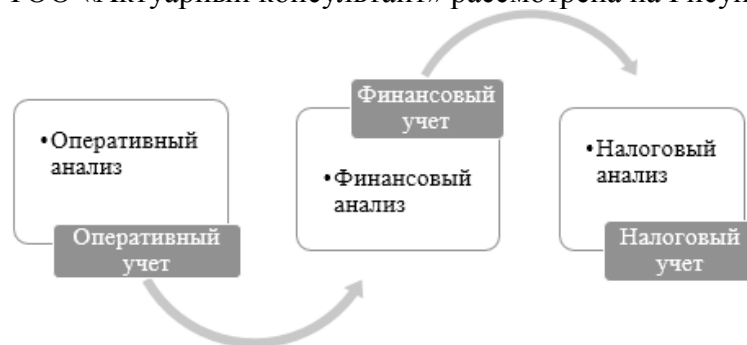 ТОО «Актуарный консультант» рассмотрена на Рисун
•Оперативный
анализ
Оперативный
учет
Финансовый
учет
•Финансовый
анализ
•Налоговый
анализ
Налоговый
учет